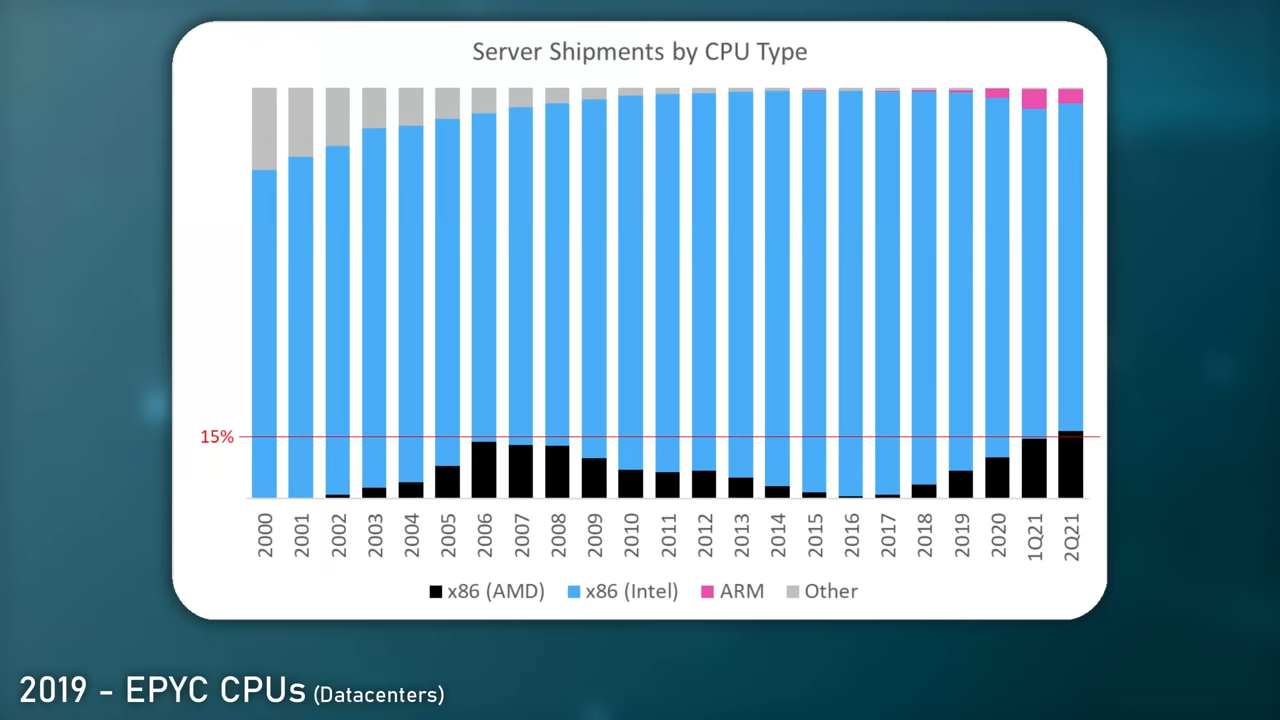 Server Shipments by CPU Type
15%
2000 2001 2002 2003 2004 2005 2006 2007 2008 2009 2010 2011 2012 2013 2014 2015 2016 2017 2018 2019 2020 1Q21 2Q21
x86 (AMD) x86 (Intel) ARM Other
2019 - EPYC CPUs (Datacenters)